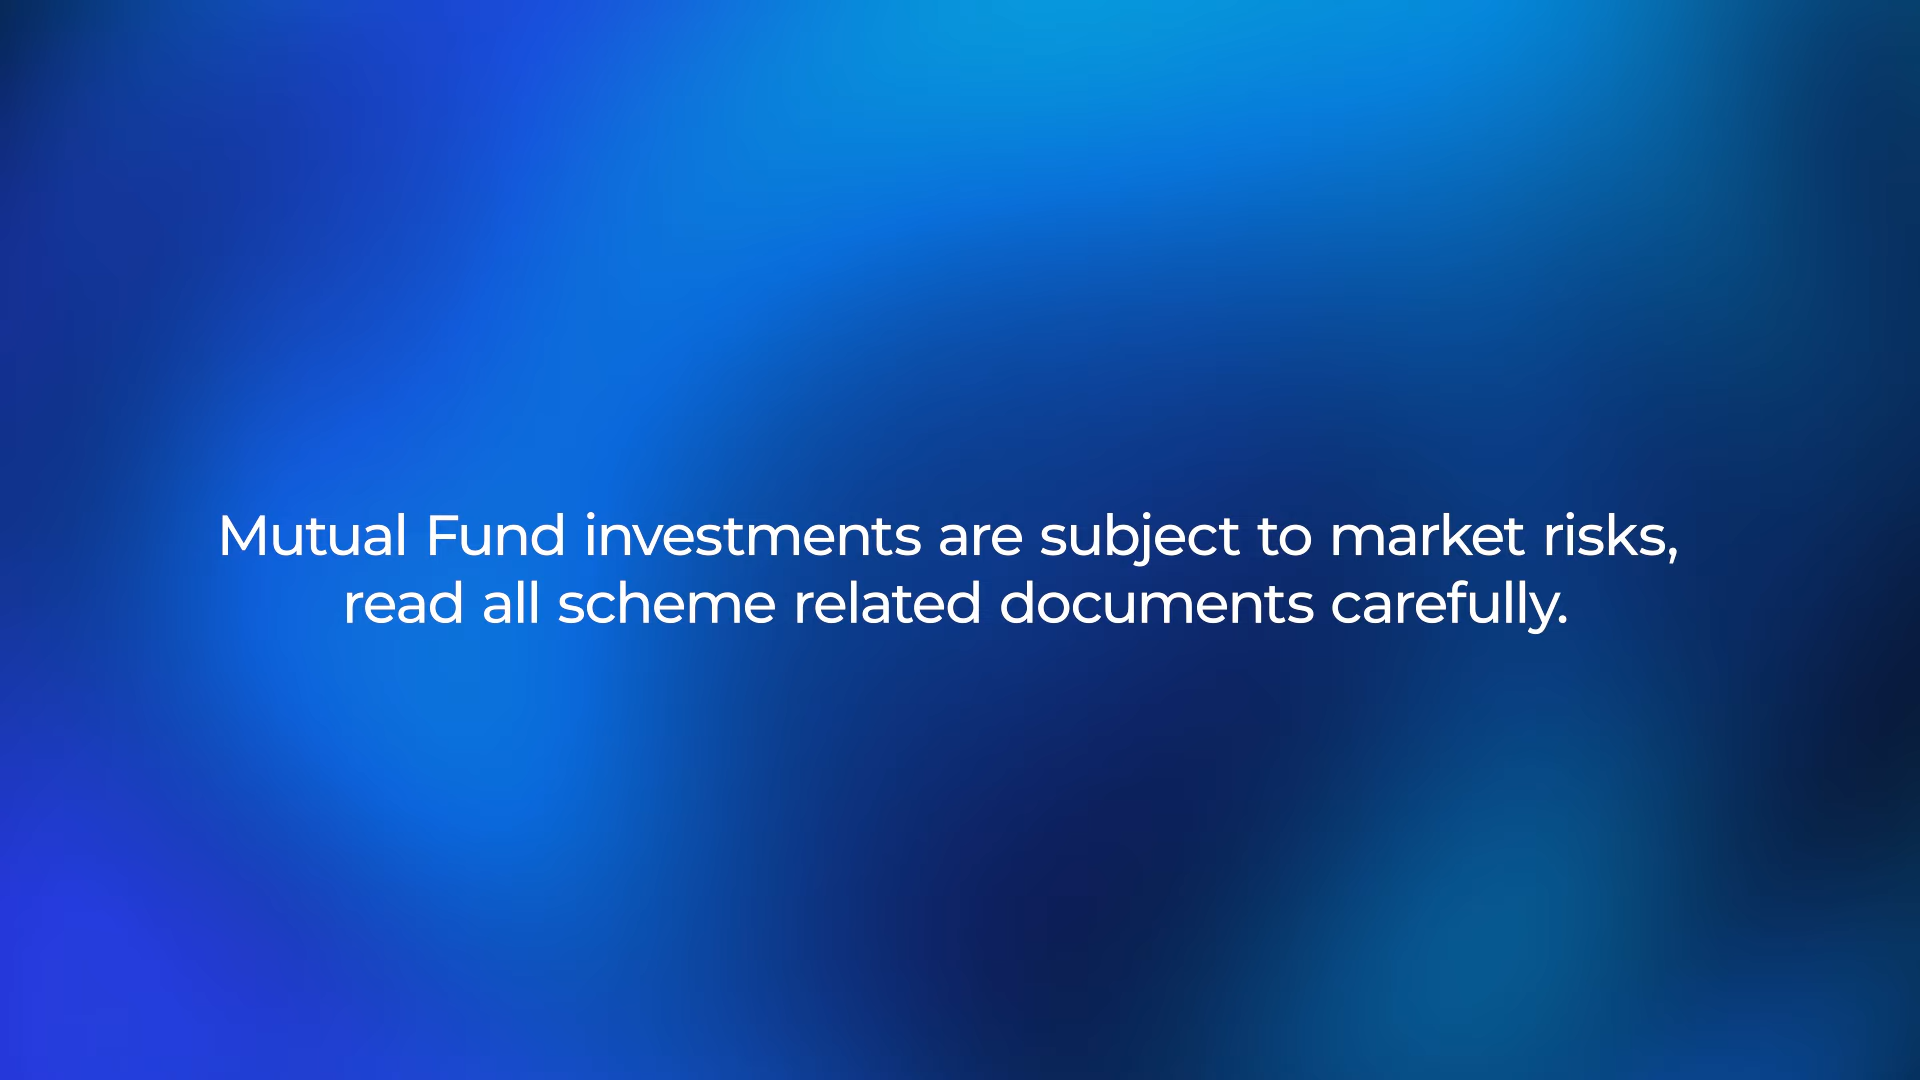 Mutual Fund investments are subject to market risks,
read all scheme related documents carefully.